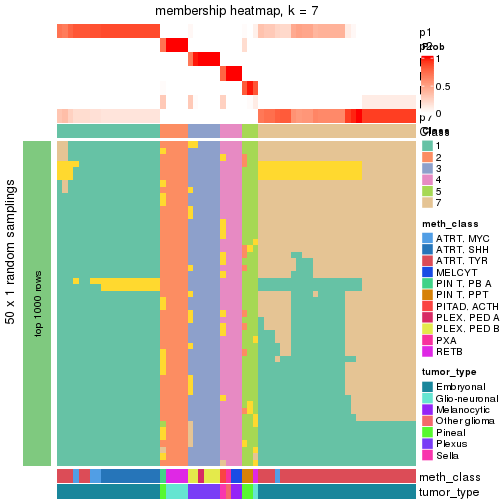 membership heatmap, k = 7
p1
p7
Prob
1
0.5
0
Class
1
2
3
4
5
7
50 x 1 random samplings
top 1000 rows
meth_class
ATRT, MYC
ATRT, SHH
ATRT, TYR
MELCYT
PIN T, PB A
PIN T, PPT
PITAD, ACTH
PLEX, PED A
PLEX, PED B
PXA
RETB
tumor_type
Embryonal
Glio-neuronal
Melanocytic
Other glioma
Pineal
Plexus
Sella
meth_class
tumor_type